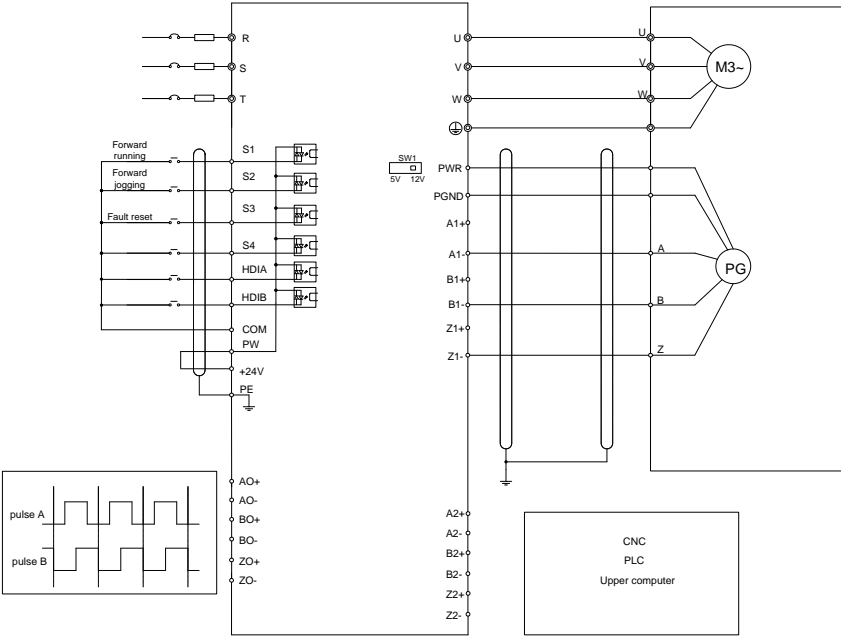 R
S
T
U
V
W
U
V
W
M3~
Forward
running
Forward
jogging
Fault reset
S1
S2
S3
S4
HDIA
HDIB
COM
PW
+24V
PE
SW1
5V 12V
PWR
PGND
A1+
A1-
B1+
B1-
Z1+
Z1-
A
B
Z
PG
pulse A
pulse B
AO+
AO-
BO+
BO-
ZO+
ZO-
A2+
A2-
B2+
B2-
Z2+
Z2-
CNC
PLC
Upper computer